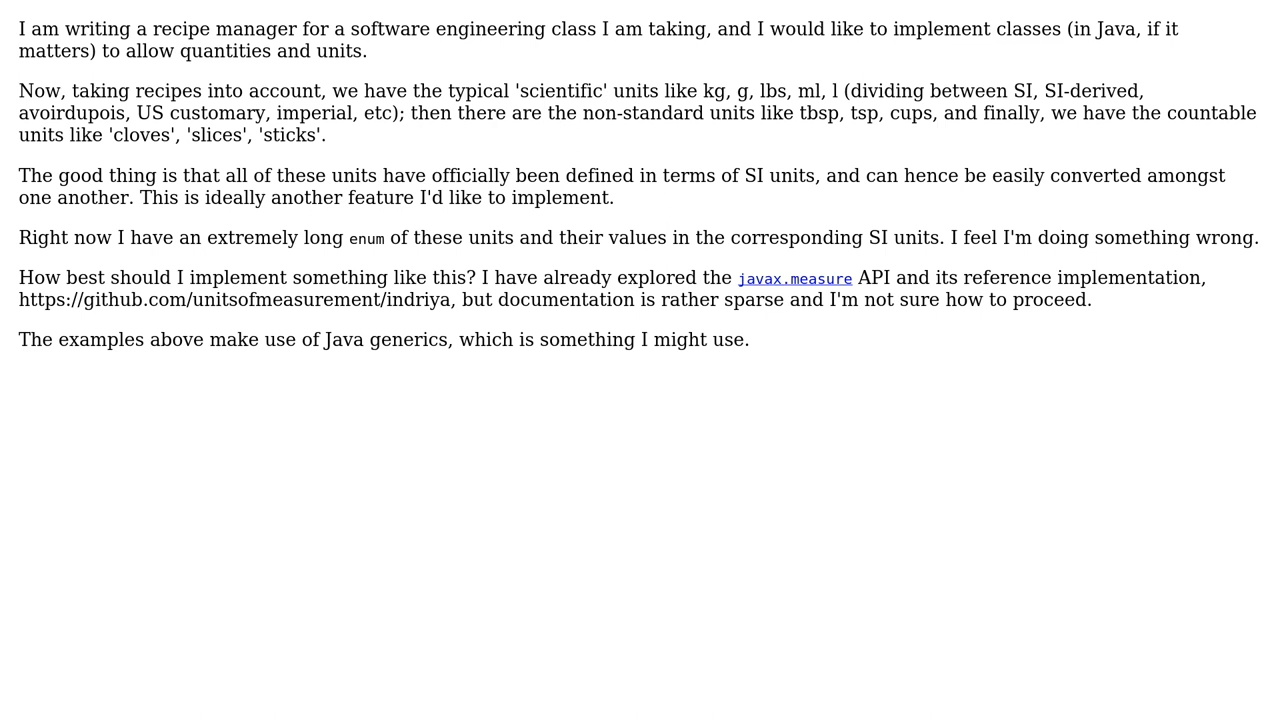 I am writing a recipe manager for a software engineering class I am taking, and I would like to implement classes (in Java, if it
matters) to allow quantities and units.
Now, taking recipes into account, we have the typical 'scientific' units like kg, g, lbs, ml, l (dividing between SI, SI-derived,
avoirdupois, US customary, imperial, etc); then there are the non-standard units like tbsp, tsp, cups, and finally, we have the countable
units like 'cloves', 'slices', 'sticks'.
The good thing is that all of these units have officially been defined in terms of SI units, and can hence be easily converted amongst
one another. This is ideally another feature I'd like to implement.
Right now I have an extremely long enum of these units and their values in the corresponding SI units. I feel I'm doing something wrong.
How best should I implement something like this? I have already explored the javax.measure API and its reference implementation,
https://github.com/unitsofmeasurement/indriya, but documentation is rather sparse and I'm not sure how to proceed.
The examples above make use of Java generics, which is something I might use.